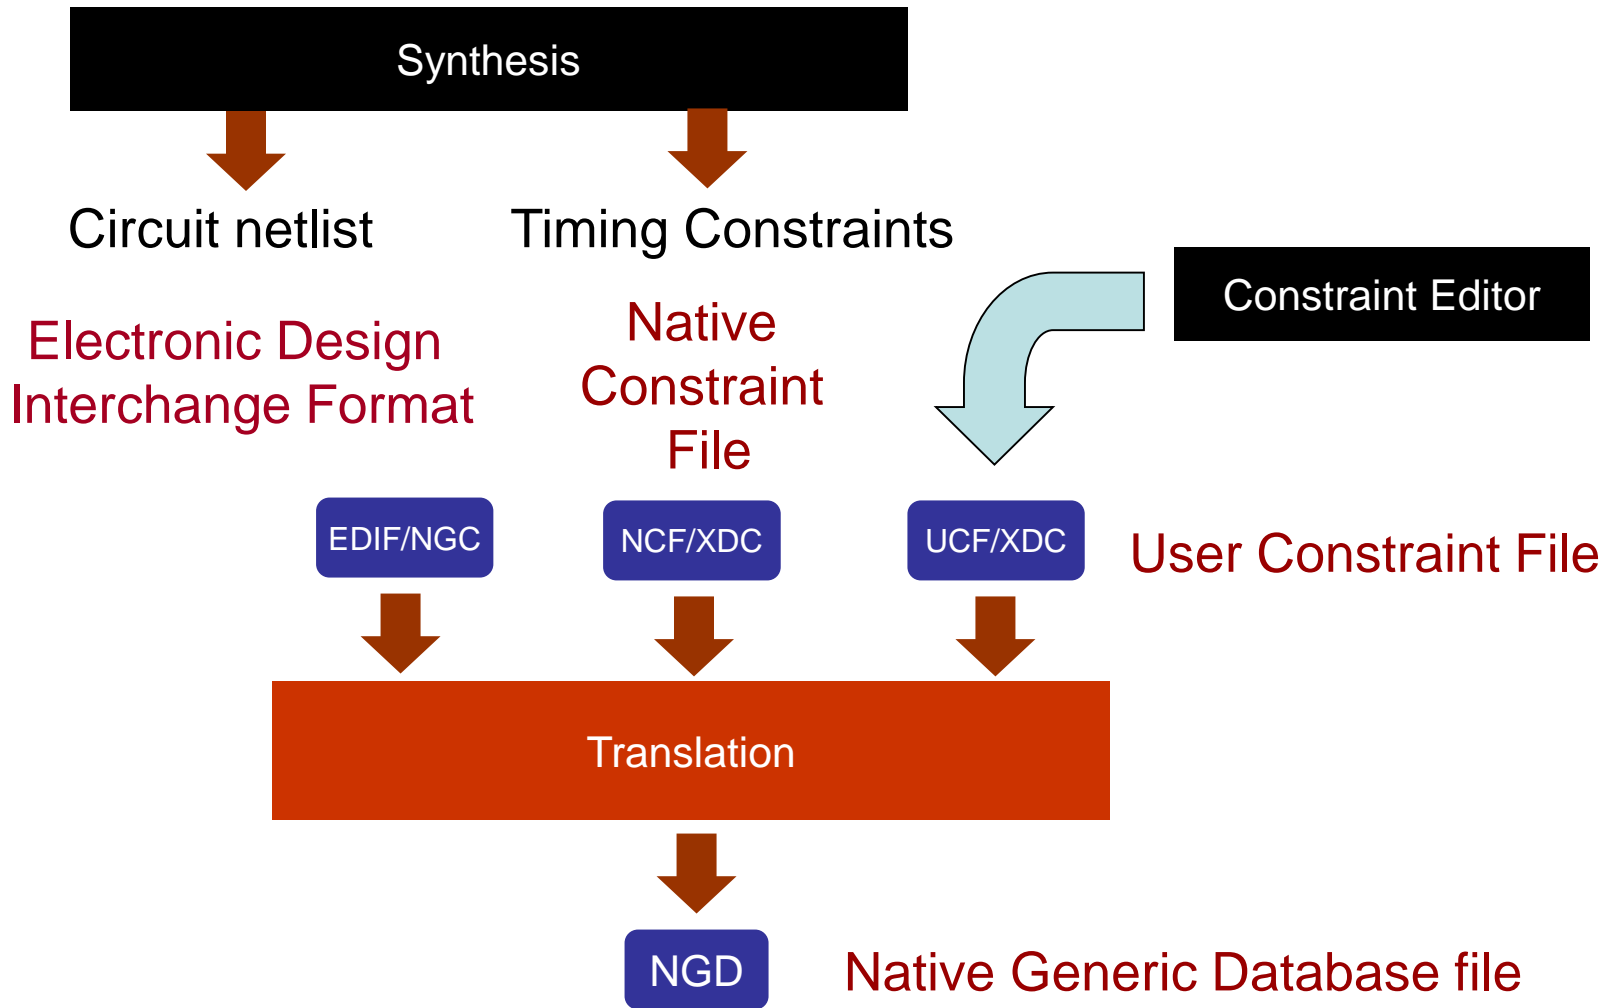 Synthesis
Circuit netlist
Timing Constraints
Constraint Editor
Electronic Design
Interchange Format
Native
Constraint
File
EDIF/NGC
NCF/XDC
UCF/XDC
User Constraint File
Translation
NGD
Native Generic Database file